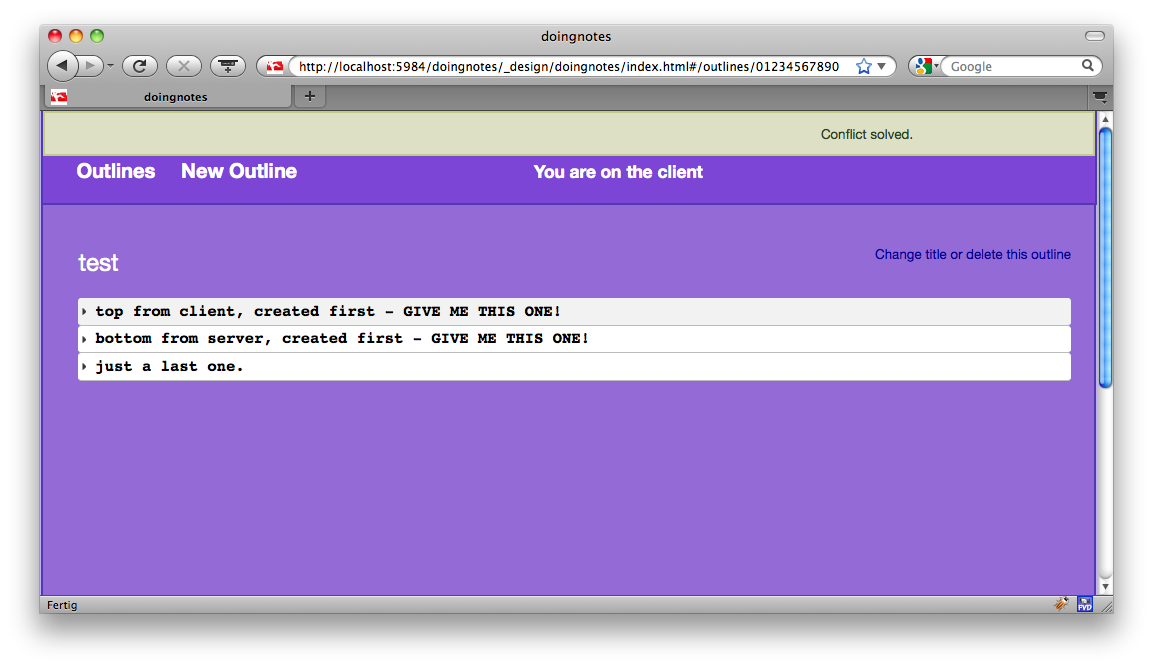 doingnotes
http://localhost:5984/doingnotes/_design/doingnotes/index.html#/outlines/01234567890
Google
doingnotes
Conflict solved.
Outlines New Outline You are on the client
test
Change title or delete this outline
top from client, created first - GIVE ME THIS ONE!
bottom from server, created first - GIVE ME THIS ONE!
just a last one.
Fertig
FVD